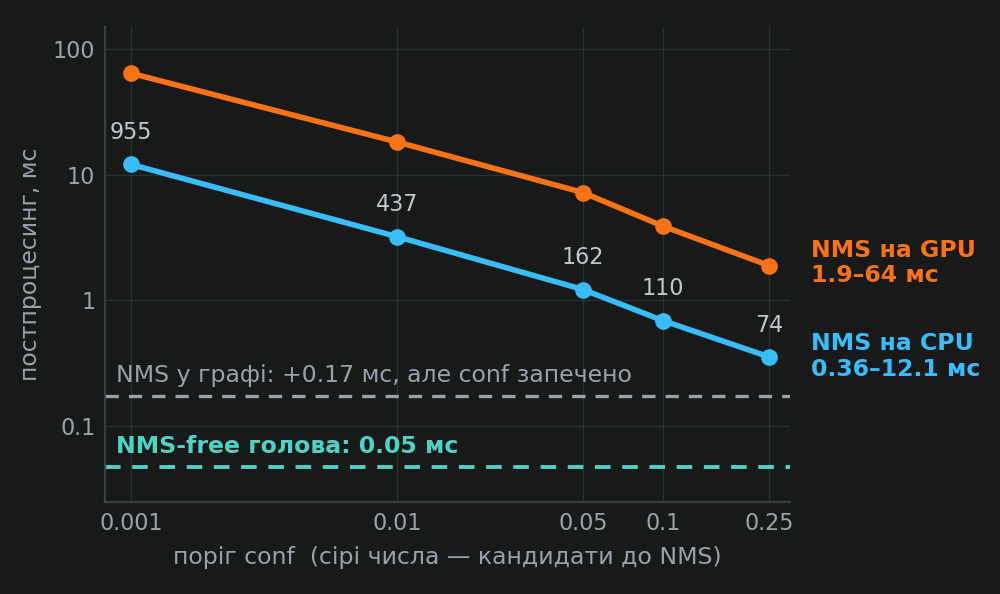 100
10
1
0.1
постпроцесинг, мс
955
437
162
110
74
NMS на GPU
1.9–64 мс
NMS на CPU
0.36–12.1 мс
NMS у графі: +0.17 мс, але conf запечено
NMS-free голова: 0.05 мс
0.001
0.01
0.05
0.1
0.25
поріг conf  (сірі числа — кандидати до NMS)